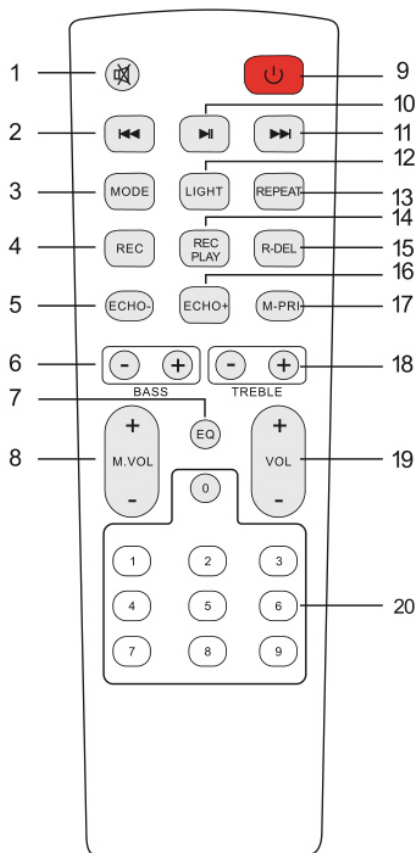 1
9
10
2
11
12
3
MODE
LIGHT
REPEAT
13
14
4
REC
REC
PLAY
R-DEL
15
16
5
ECHO-
ECHO+
M-PRI
17
6
- +
- +
18
BASS
TREBLE
7
EQ
8
+
M.VOL
-
+
VOL
-
19
0
1 2 3
4 5 6
20
7 8 9